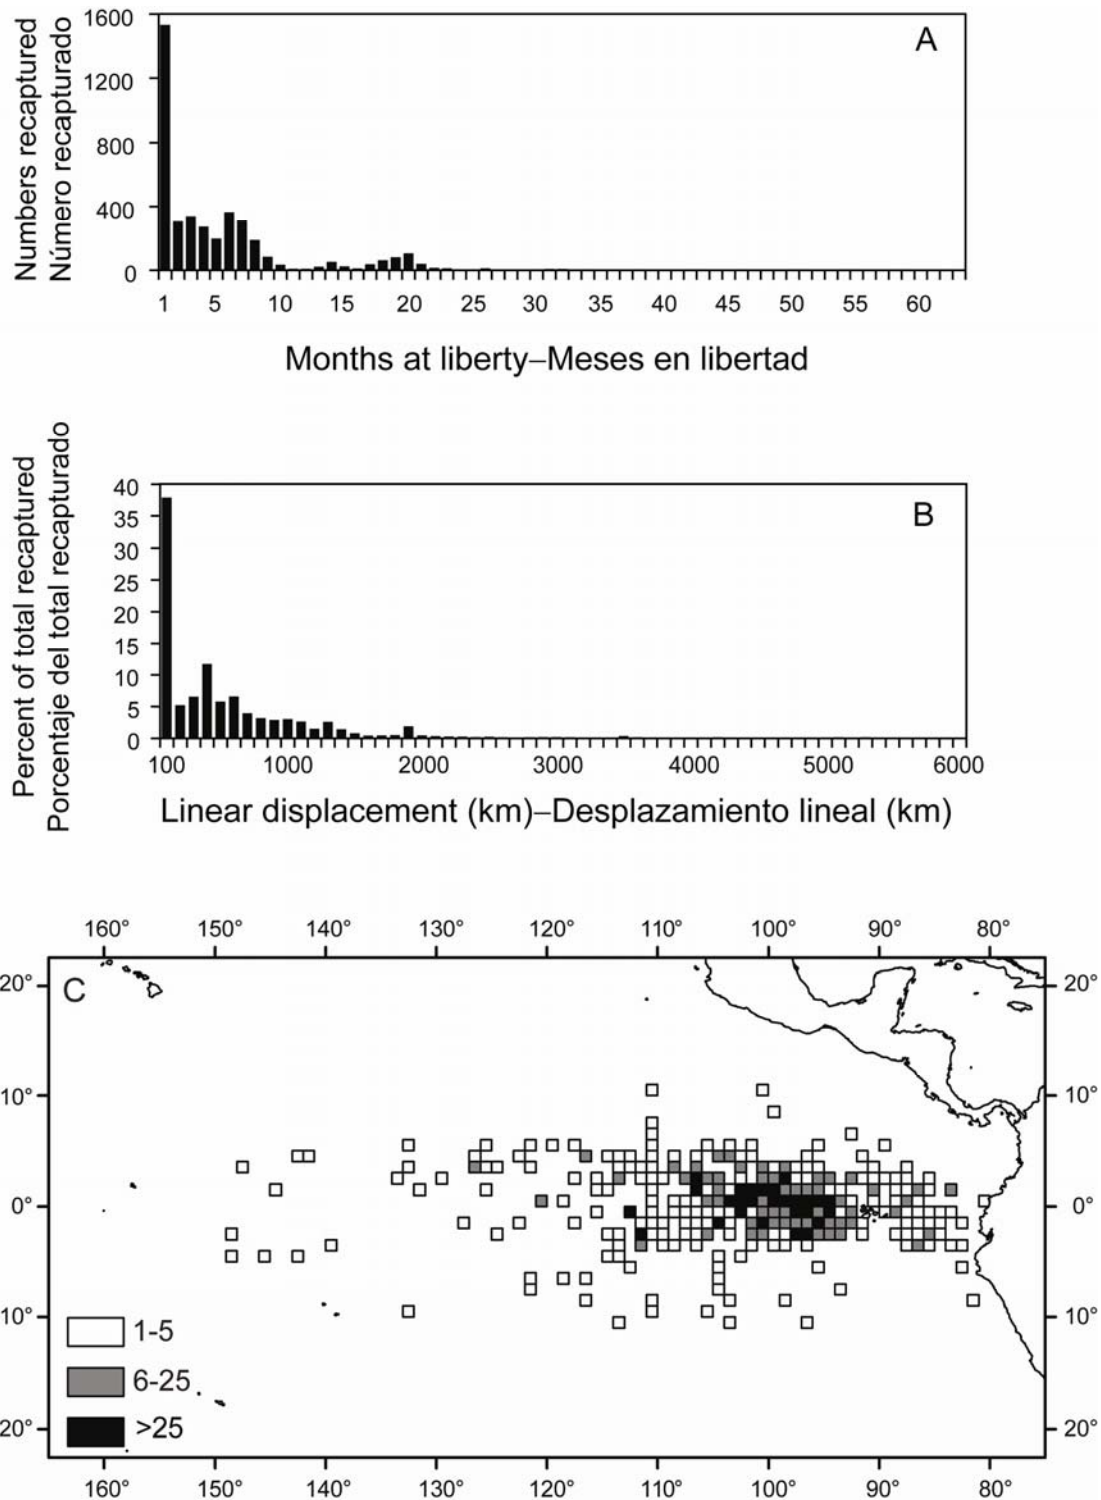 Numbers recaptured
Número recapturado
1600
1200
800
400
0
A
1 5 10 15 20 25 30 35 40 45 50 55 60
Months at liberty–Meses en libertad
Percent of total recaptured
Porcentaje del total recapturado
40
35
30
25
20
15
10
5
0
B
100 1000 2000 3000 4000 5000 6000
Linear displacement (km)–Desplazamiento lineal (km)
160° 150° 140° 130° 120° 110° 100° 90° 80°
20° C 20°
10° 10°
0° 0°
10° 10°
1-5
6-25
20° >25 20°
160° 150° 140° 130° 120° 110° 100° 90° 80°